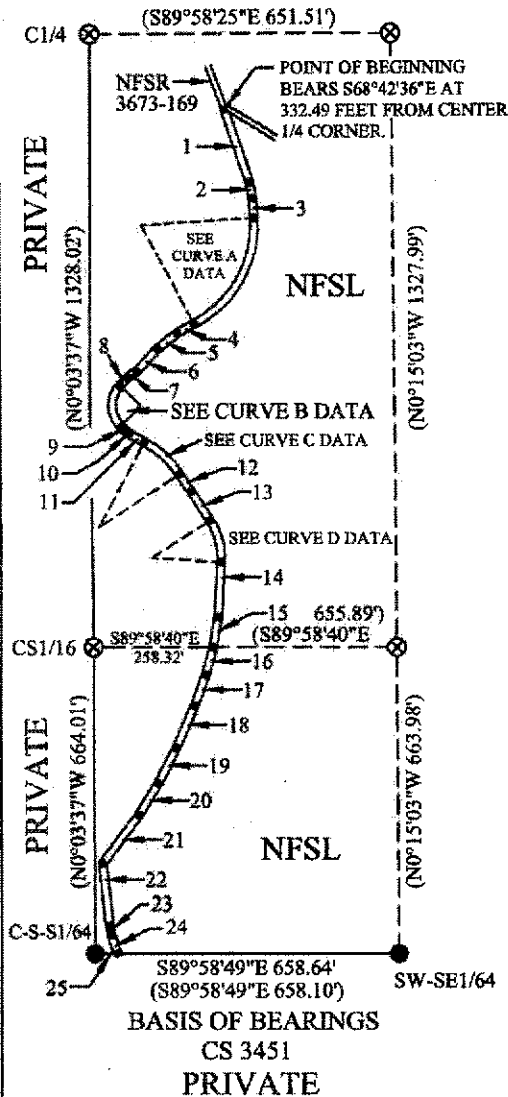 (S89°58'25"E 651.51')
C1/4
NFSR
3673-169
POINT OF BEGINNING
BEARS S68°42'36"E AT
332.49 FEET FROM CENTER
1/4 CORNER.
1
2
3
PRIVATE
(N0°03'37"W 1328.02')
SEE
CURVE A
DATA
NFSL
(N0°15'03"W 1327.99')
4
5
6
7
8
SEE CURVE B DATA
9
10
11
SEE CURVE C DATA
12
13
SEE CURVE D DATA
14
15
655.89')
CS1/16
S89°58'40"E
258.32'
(S89°58'40"E
16
17
18
19
20
21
PRIVATE
(N0°03'37"W 664.01')
NFSL
(N0°15'03"W 663.98')
22
23
24
C-S-S1/64
25
S89°58'49"E 658.64'
(S89°58'49"E 658.10')
SW-SE1/64
BASIS OF BEARINGS
CS 3451
PRIVATE